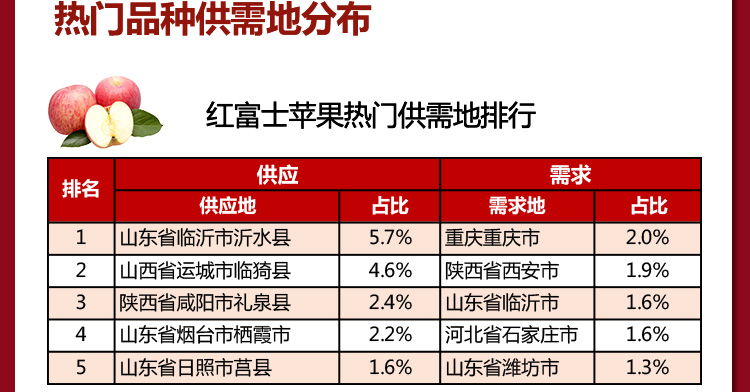 热门品种供需地分布
红富士苹果热门供需地排行
排名 供应 需求
供应地 占比 需求地 占比
1 山东省临沂市沂水县 5.7% 重庆重庆市 2.0%
2 山西省运城市临猗县 4.6% 陕西省西安市 1.9%
3 陕西省咸阳市礼泉县 2.4% 山东省临沂市 1.6%
4 山东省烟台市栖霞市 2.2% 河北省石家庄市 1.6%
5 山东省日照市莒县 1.6% 山东省潍坊市 1.3%